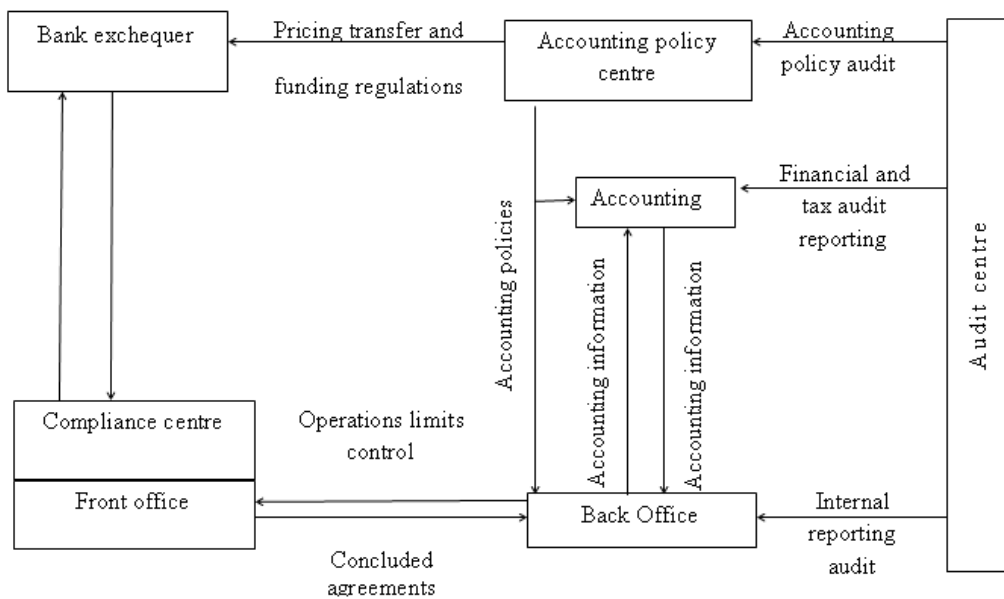 Bank exchequer
Pricing transfer and
funding regulations
Accounting policy
centre
Accounting
policy audit
Accounting
Financial and
tax audit
reporting
Audit centre
Accounting policies
Accounting information
Accounting information
Compliance centre
Front office
Operations limits
control
Back Office
Internal
reporting
audit
Concluded
agreements